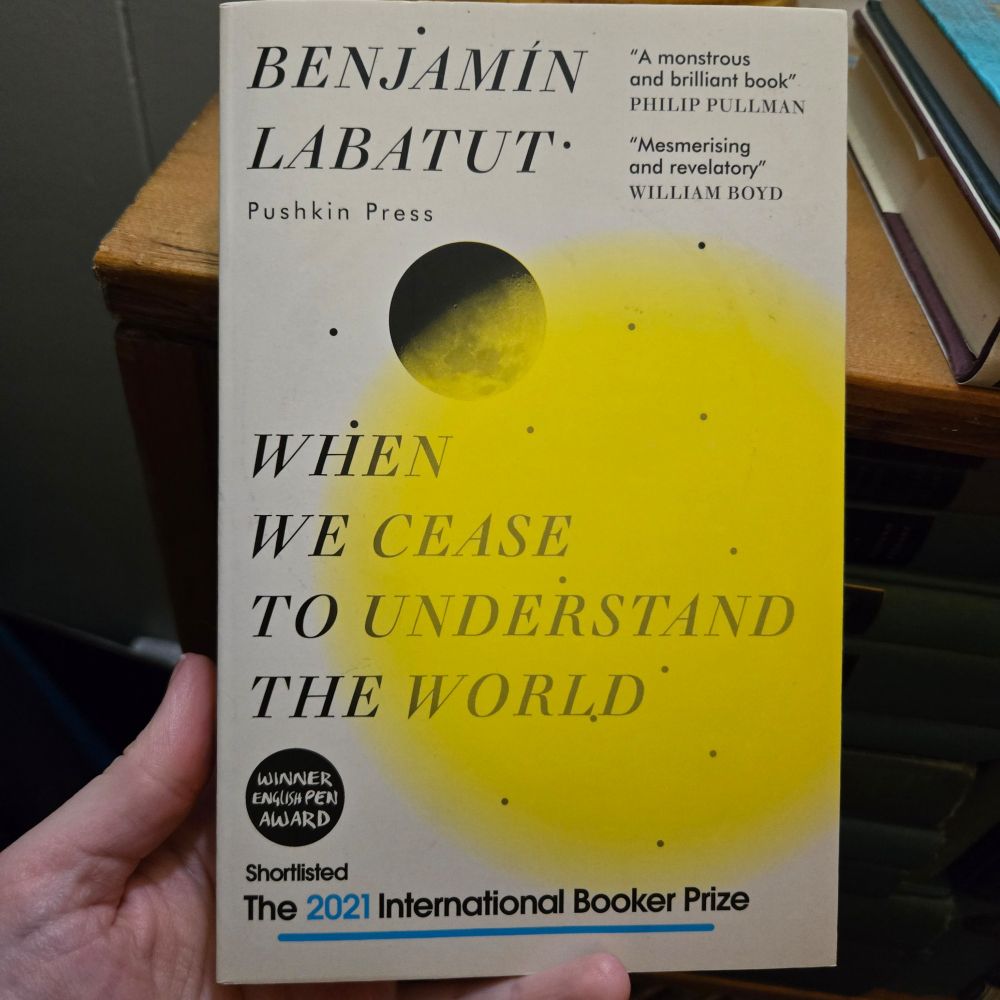 BENJAMÍN
LABATUT
Pushkin Press
“A monstrous
and brilliant book”
PHILIP PULLMAN
“Mesmerising
and revelatory”
WILLIAM BOYD
WHEN
WE CEASE
TO UNDERSTAND
THE WORLD
WINNER
ENGLISH PEN
AWARD
Shortlisted
The 2021 International Booker Prize